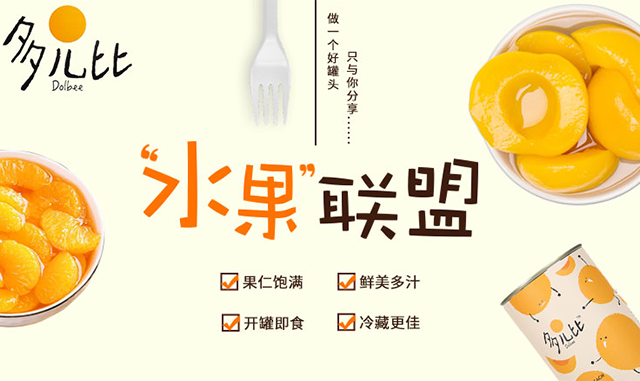 多儿比
Dolbee
做一个好罐头
只与你分享……
“水果”联盟
果仁饱满
鲜美多汁
开罐即食
冷藏更佳
多儿比
Dolbee